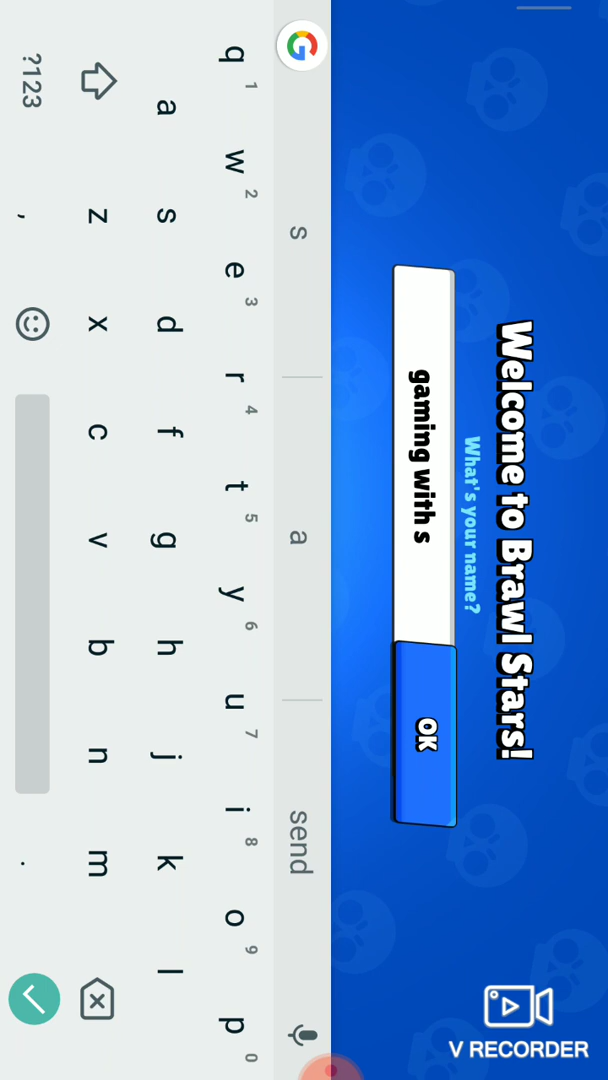 Welcome to Brawl Stars!
What's your name?
gaming with s
OK
V RECORDER
s a send
q 1 w 2 e 3 r 4 t 5 y 6 u 7 i 8 o 9 p 0
a s d f g h j k l
z x c v b n m
?123 , .